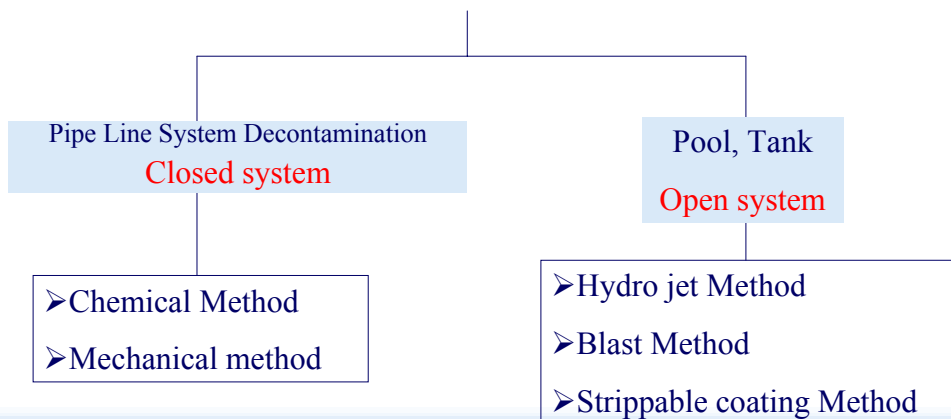 Pipe Line System Decontamination
Closed system
Pool, Tank
Open system
➢Chemical Method
➢Mechanical method
➢Hydro jet Method
➢Blast Method
➢Strippable coating Method